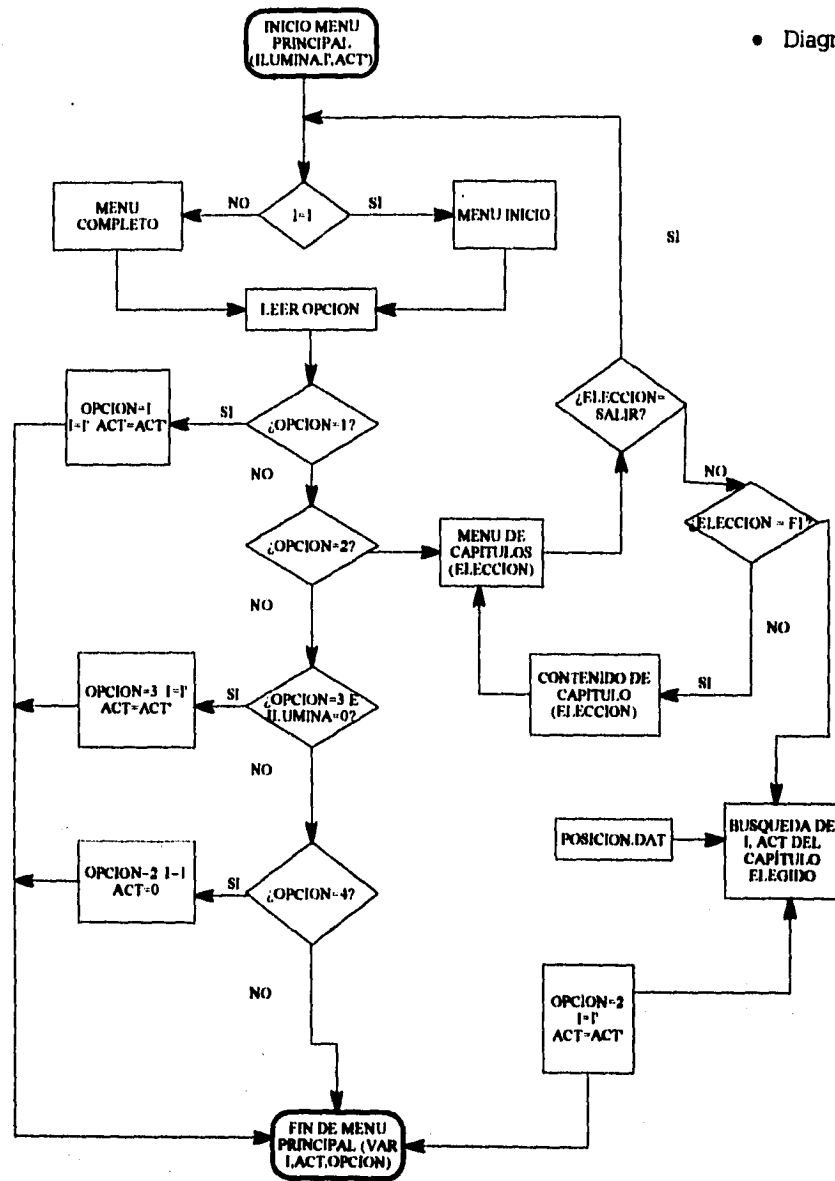 INICIO MENU
PRINCIPAL
(ILUMINA,I',ACT')
• Diagr
MENU
COMPLETO
NO
I=1
SI
MENU INICIO
SI
LEER OPCION
OPCION=1
I=I' ACT=ACT'
SI
¿OPCION=1?
NO
¿ELECCION=
SALIR?
NO
¿ELECCION = F1?
¿OPCION=2?
MENU DE
CAPITULOS
(ELECCION)
NO
NO
OPCION=3 I=I'
ACT=ACT'
SI
¿OPCION=3 E
ILUMINA=0?
CONTENIDO DE
CAPITULO
(ELECCION)
SI
NO
POSICION.DAT
BUSQUEDA DE
I, ACT DEL
CAPÍTULO
ELEGIDO
OPCION=2 I=1
ACT=0
SI
¿OPCION=4?
NO
OPCION=2
I=I'
ACT=ACT'
FIN DE MENU
PRINCIPAL (VAR
I,ACT,OPCION)